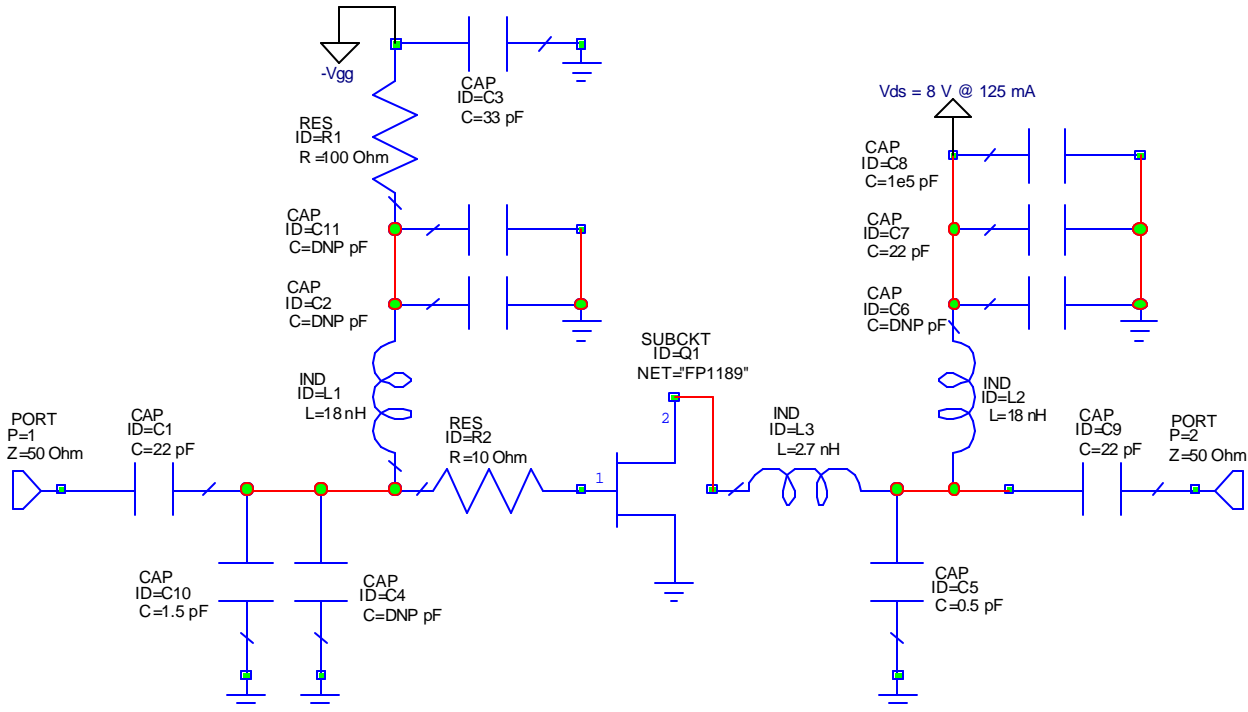 -Vgg
CAP
ID=C3
C=33 pF
RES
ID=R1
R=100 Ohm
CAP
ID=C11
C=DNP pF
CAP
ID=C2
C=DNP pF
IND
ID=L1
L=18 nH
Vds = 8 V @ 125 mA
CAP
ID=C8
C=1e5 pF
CAP
ID=C7
C=22 pF
CAP
ID=C6
C=DNP pF
IND
ID=L2
L=18 nH
SUBCKT
ID=Q1
NET="FP1189"
2
1
PORT
P=1
Z=50 Ohm
CAP
ID=C1
C=22 pF
RES
ID=R2
R=10 Ohm
IND
ID=L3
L=2.7 nH
CAP
ID=C9
C=22 pF
PORT
P=2
Z=50 Ohm
CAP
ID=C10
C=1.5 pF
CAP
ID=C4
C=DNP pF
CAP
ID=C5
C=0.5 pF